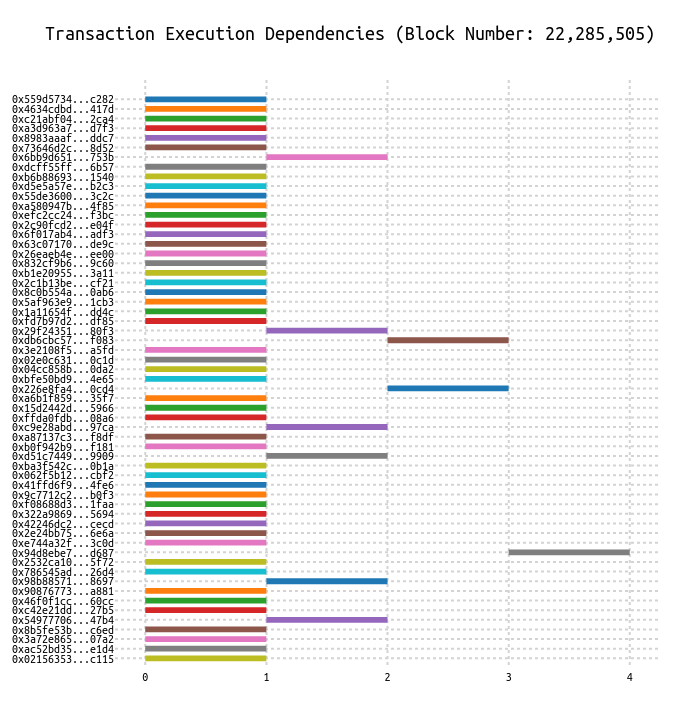 Transaction Execution Dependencies (Block Number: 22,285,505)
0x559d5734...c282
0x4634cdbd...417d
0xc21abf04...2ca4
0xa3d963a7...d7f3
0x8983aaaf...ddc7
0x73646d2c...8d52
0x6bb9d651...753b
0xdcff55ff...6b57
0xb6b88693...1540
0xd5e5a57e...b2c3
0x55de3600...3c2c
0xa580947b...4f85
0xefc2cc24...f3bc
0x2c90fcd2...e04f
0x6f017ab4...adf3
0x63c07170...de9c
0x26eaeb4e...ee00
0x832cf9b6...9c60
0xb1e20955...3a11
0x2c1b13be...cf21
0x8c0b554a...0ab6
0x5af963e9...1cb3
0x1a11654f...dd4c
0xfd7b97d2...df85
0x29f24351...80f3
0xdb6cbc57...f083
0x3e2108f5...a5fd
0x02e0c631...0c1d
0x04cc858b...0da2
0xbfe50bd9...4e65
0x226e8fa4...0cd4
0xa6b1f859...35f7
0x15d2442d...5966
0xffda0fdb...08a6
0xc9e28abd...97ca
0xa87137c3...f8df
0xb0f942b9...f181
0xd51c7449...9909
0xba3f542c...0b1a
0x062f5b12...cbf2
0x41ffd6f9...4fe6
0x9c7712c2...b0f3
0xf08688d3...1faa
0x322a9869...5694
0x42246dc2...cecd
0x2e24bb75...6e6a
0xe744a32f...3c0d
0x94d8ebe7...d687
0x2532ca10...5f72
0x786545ad...26d4
0x98b88571...8697
0x90876773...a881
0x46f0f1cc...60cc
0xc42e21dd...27b5
0x54977706...47b4
0x8b5fe53b...c6ed
0x3a72e865...07a2
0xac52bd35...e1d4
0x02156353...c115
0 1 2 3 4